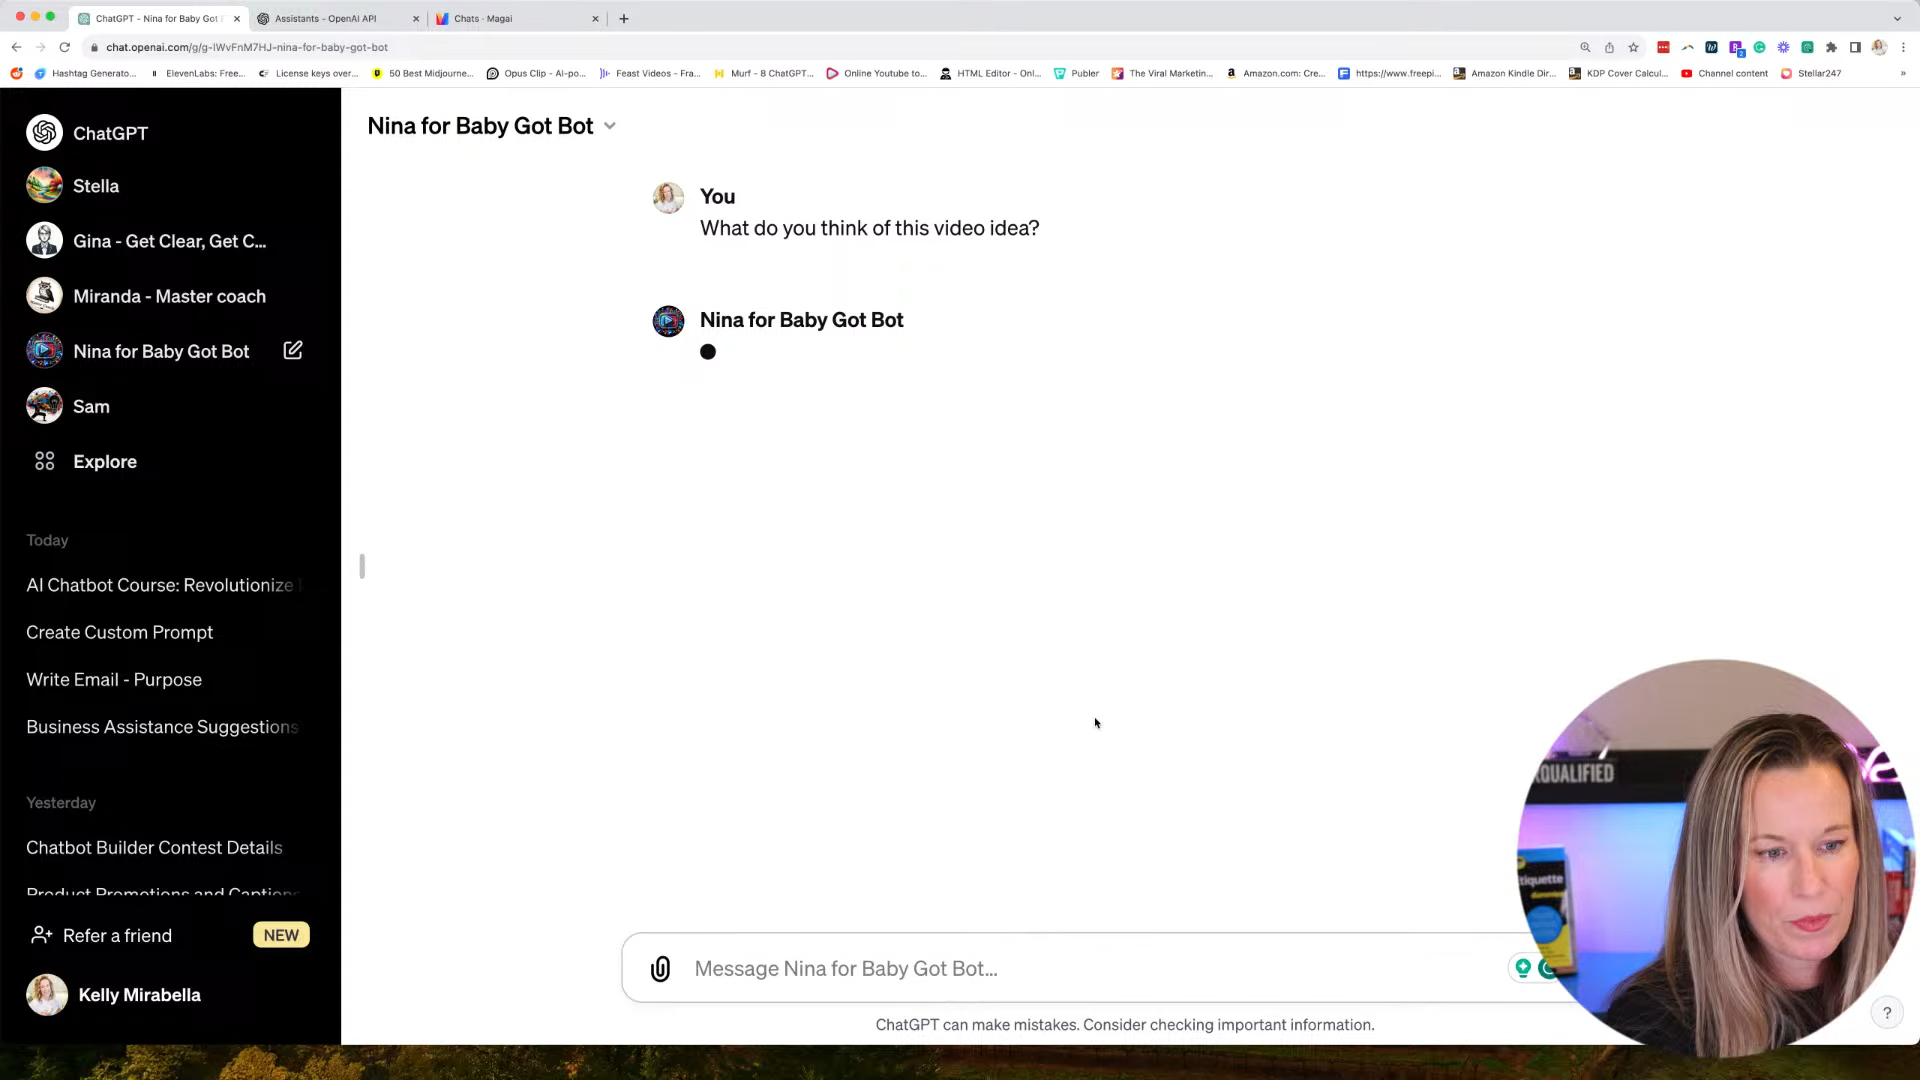 ChatGPT - Nina for Baby Got
Assistants - OpenAI API
Chats - Magai
chat.openai.com/g/g-IWvFnM7HJ-nina-for-baby-got-bot
Hashtag Generato...
ElevenLabs: Free...
License keys over...
50 Best Midjourne...
Opus Clip - AI-po...
Feast Videos - Fra...
Murf - 8 ChatGPT...
Online Youtube to...
HTML Editor - Onl...
Publer
The Viral Marketin...
Amazon.com: Cre...
https://www.freepi...
Amazon Kindle Dir...
KDP Cover Calcul...
Channel content
Stellar247
ChatGPT
Stella
Gina - Get Clear, Get C...
Miranda - Master coach
Nina for Baby Got Bot
Sam
Explore
Today
AI Chatbot Course: Revolutionize
Create Custom Prompt
Write Email - Purpose
Business Assistance Suggestions
Yesterday
Chatbot Builder Contest Details
Product Promotions and Caption
Refer a friend
NEW
Kelly Mirabella
Nina for Baby Got Bot
You
What do you think of this video idea?
Nina for Baby Got Bot
Message Nina for Baby Got Bot...
ChatGPT can make mistakes. Consider checking important information.
?
QUALIFIED
tiquette